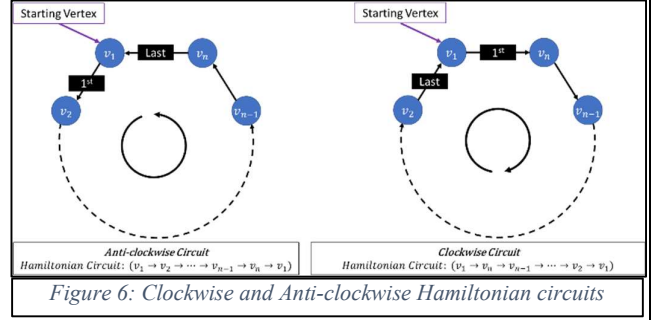 Starting Vertex
v₁
Last
vₙ
1ˢᵗ
v₂
vₙ₋₁
Anti-clockwise Circuit
Hamiltonian Circuit: (v₁ → v₂ → ⋯ → vₙ₋₁ → vₙ → v₁)
Starting Vertex
v₁
1ˢᵗ
vₙ
Last
v₂
vₙ₋₁
Clockwise Circuit
Hamiltonian Circuit: (v₁ → vₙ → vₙ₋₁ → ⋯ → v₂ → v₁)
Figure 6: Clockwise and Anti-clockwise Hamiltonian circuits